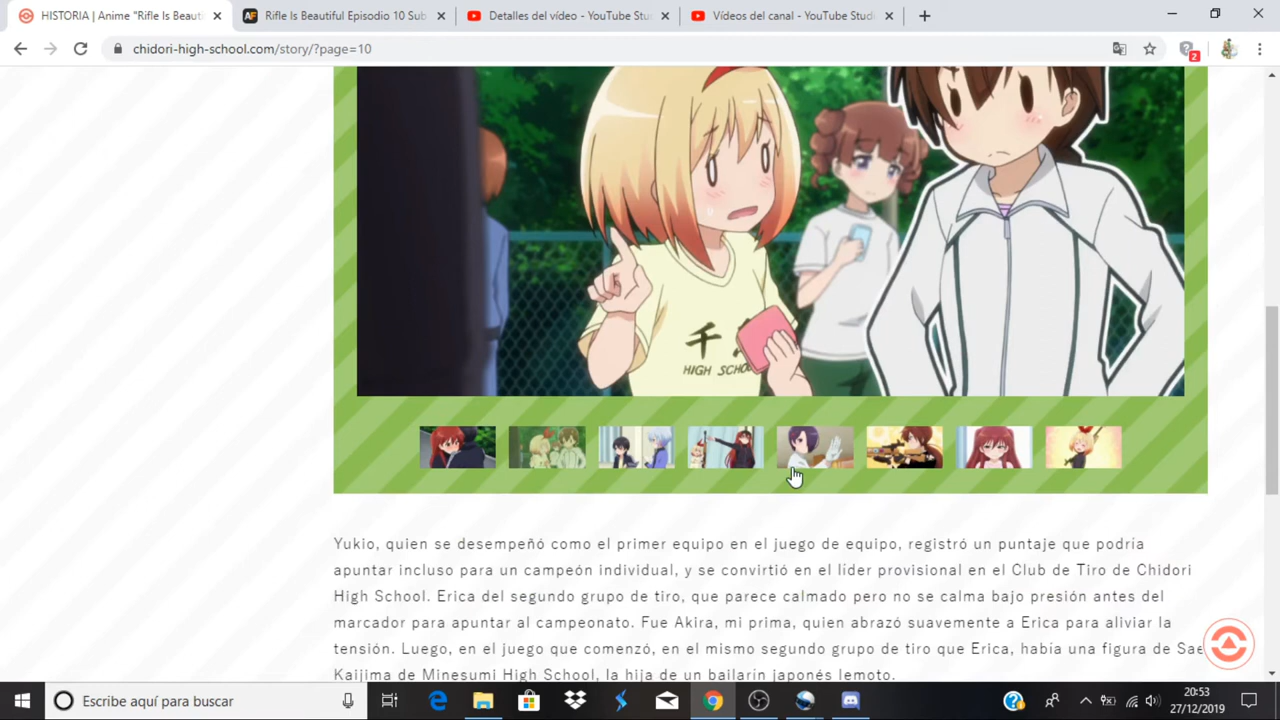 HISTORIA | Anime "Rifle Is Beauti
Rifle Is Beautiful Episodio 10 Sub
Detalles del vídeo - YouTube Stu
Vídeos del canal - YouTube Studi
chidori-high-school.com/story/?page=10
2
千
HIGH SCHOO
Yukio, quien se desempeñó como el primer equipo en el juego de equipo, registró un puntaje que podría
apuntar incluso para un campeón individual, y se convirtió en el líder provisional en el Club de Tiro de Chidori
High School. Erica del segundo grupo de tiro, que parece calmado pero no se calma bajo presión antes del
marcador para apuntar al campeonato. Fue Akira, mi prima, quien abrazó suavemente a Erica para aliviar la
tensión. Luego, en el juego que comenzó, en el mismo segundo grupo de tiro que Erica, había una figura de Sae
Kaijima de Minesumi High School, la hija de un bailarín japonés lemoto.
Escribe aquí para buscar
20:53
27/12/2019